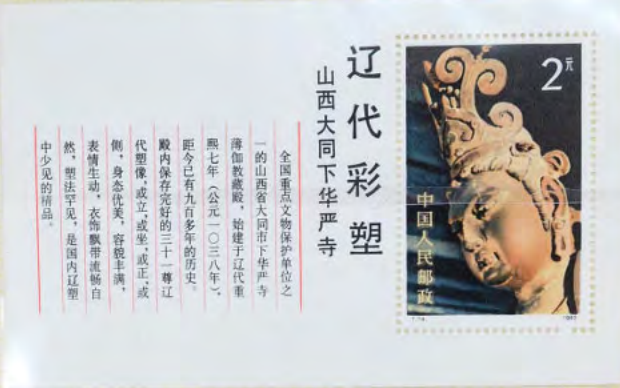 辽代彩塑
山西大同下华严寺
全国重点文物保护单位之
一的山西省大同市下华严寺
薄伽教藏殿，始建于辽代重
熙七年（公元一〇三八年），
距今已有九百多年的历史。
殿内保存完好的三十一尊辽
代塑像，或立，或坐，或正，或
侧，身态优美，容貌丰满，
表情生动，衣饰飘带流畅自
然，塑法罕见，是国内辽塑
中少见的精品。
2元
中国人民邮政